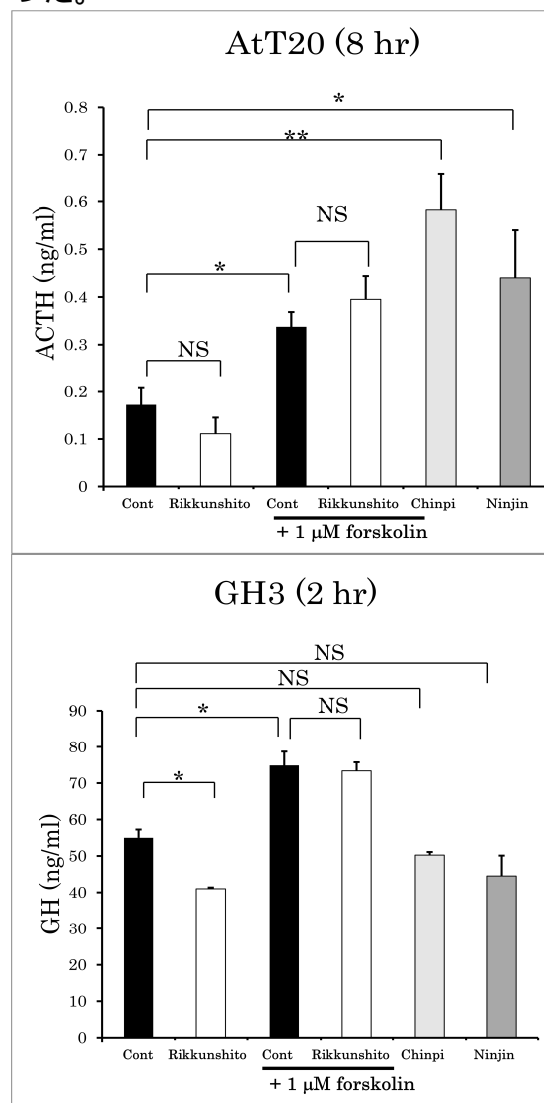 った。
AtT20 (8 hr)
*
**
NS
*
NS
ACTH (ng/ml)
0.8
0.7
0.6
0.5
0.4
0.3
0.2
0.1
0
Cont Rikkunshito Cont Rikkunshito Chinpi Ninjin
+ 1 μM forskolin
GH3 (2 hr)
NS
NS
* NS
*
GH (ng/ml)
90
80
70
60
50
40
30
20
10
0
Cont Rikkunshito Cont Rikkunshito Chinpi Ninjin
+ 1 μM forskolin